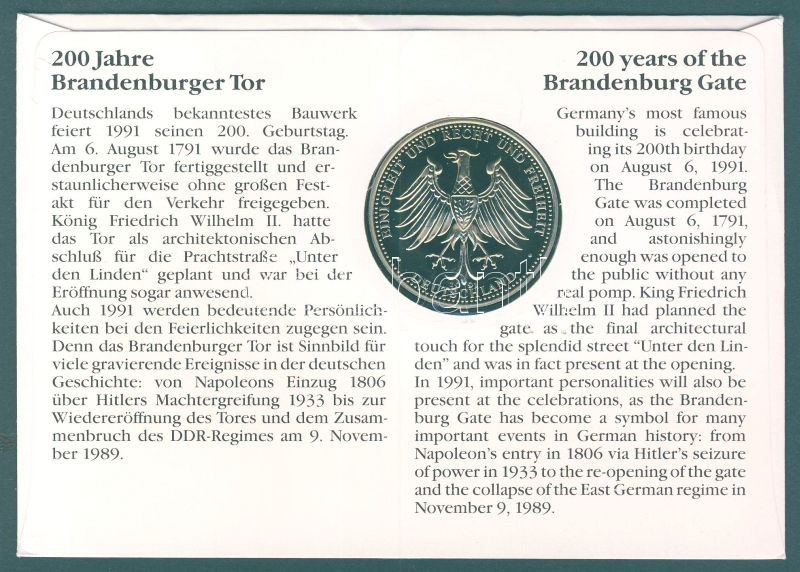 200 Jahre
Brandenburger Tor
Deutschlands bekanntestes Bauwerk
feiert 1991 seinen 200. Geburtstag.
Am 6. August 1791 wurde das Bran-
denburger Tor fertiggestellt und er-
staunlicherweise ohne großen Fest-
akt für den Verkehr freigegeben.
König Friedrich Wilhelm II. hatte
das Tor als architektonischen Ab-
schluß für die Prachtstraße „Unter
den Linden“ geplant und war bei der
Eröffnung sogar anwesend.
Auch 1991 werden bedeutende Persönlich-
keiten bei den Feierlichkeiten zugegen sein.
Denn das Brandenburger Tor ist Sinnbild für
viele gravierende Ereignisse in der deutschen
Geschichte: von Napoleons Einzug 1806
über Hitlers Machtergreifung 1933 bis zur
Wiedereröffnung des Tores und dem Zusam-
menbruch des DDR-Regimes am 9. Novem-
ber 1989.
EINIGKEIT UND RECHT UND FREIHEIT
DEUTSCHLAND
200 years of the
Brandenburg Gate
Germany's most famous
building is celebrat-
ing its 200th birthday
on August 6, 1991.
The Brandenburg
Gate was completed
on August 6, 1791,
and astonishingly
enough was opened to
the public without any
real pomp. King Friedrich
Wilhelm II had planned the
gate as the final architectural
touch for the splendid street “Unter den Lin-
den” and was in fact present at the opening.
In 1991, important personalities will also be
present at the celebrations, as the Branden-
burg Gate has become a symbol for many
important events in German history: from
Napoleon's entry in 1806 via Hitler's seizure
of power in 1933 to the re-opening of the gate
and the collapse of the East German regime in
November 9, 1989.